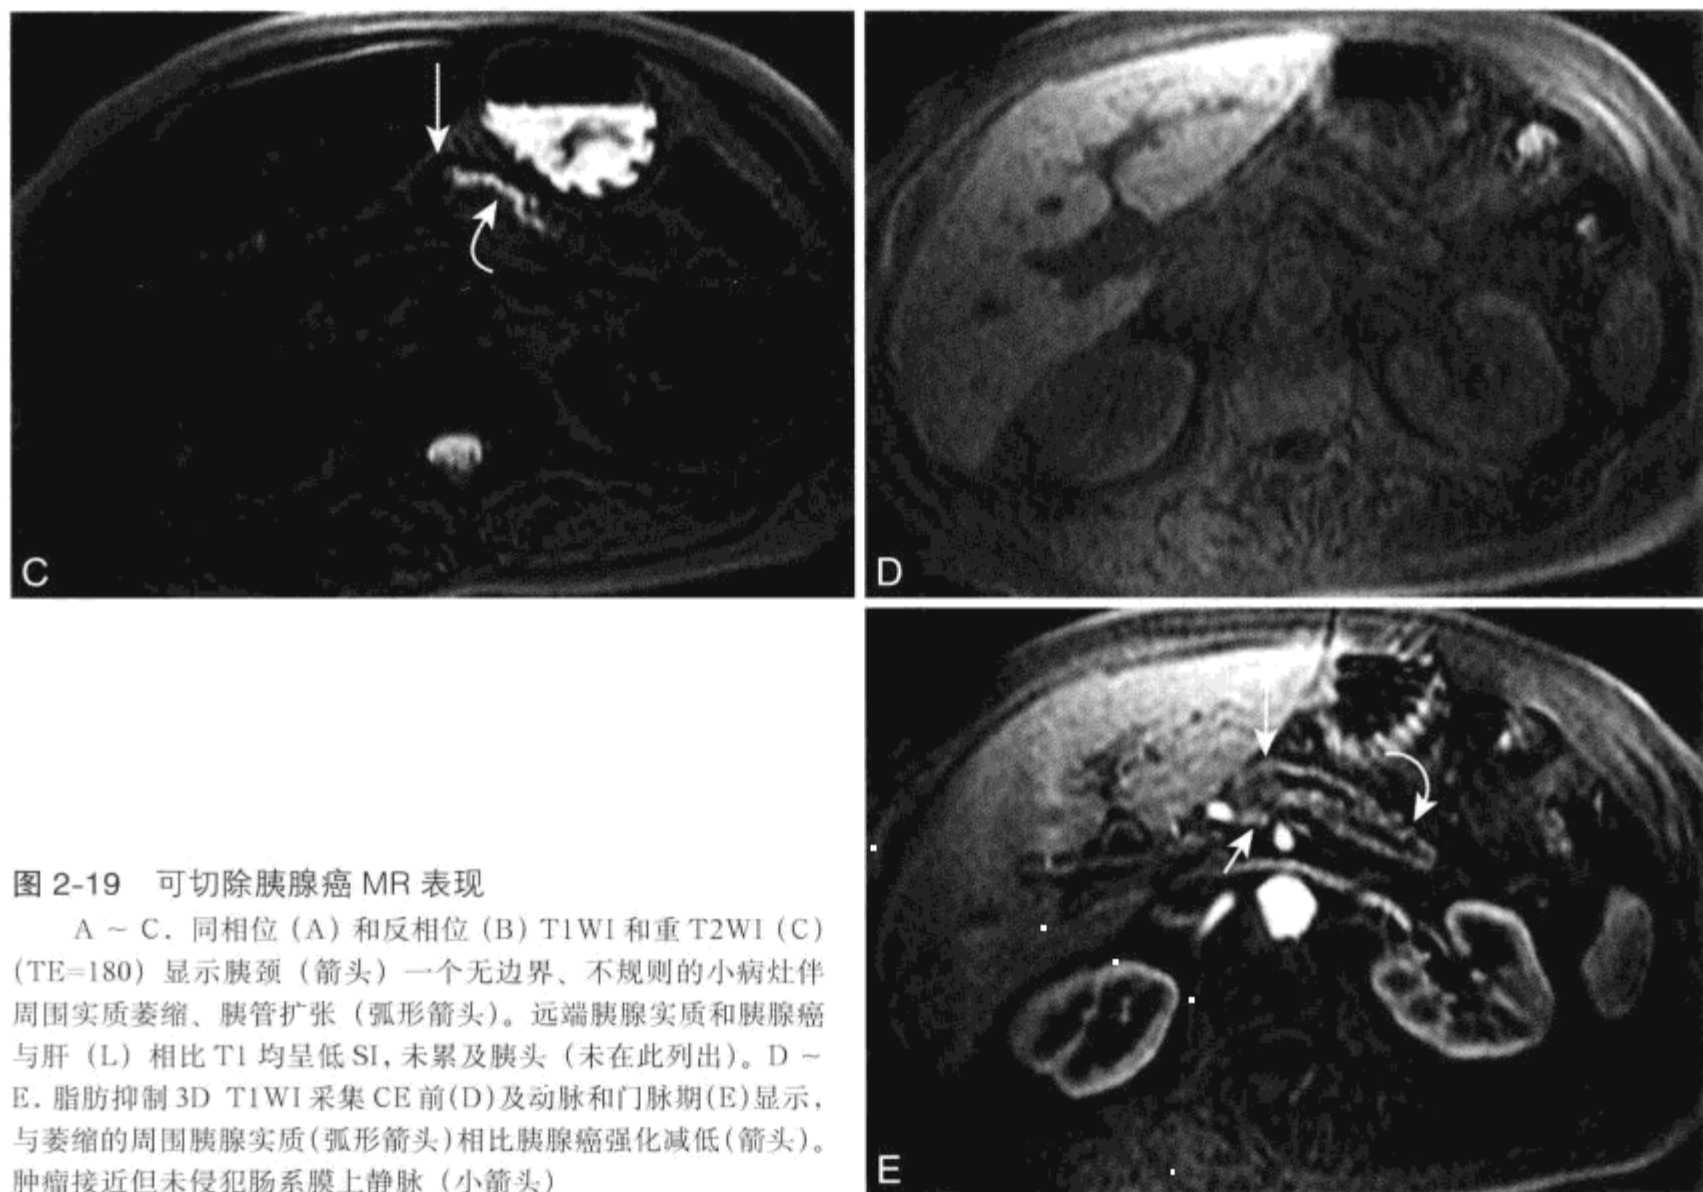 C
D
图 2-19 可切除胰腺癌 MR 表现
A ~ C. 同相位 (A) 和反相位 (B) T1WI 和重 T2WI (C)
(TE=180) 显示胰颈 (箭头) 一个无边界、不规则的小病灶伴
周围实质萎缩、胰管扩张 (弧形箭头)。远端胰腺实质和胰腺癌
与肝 (L) 相比 T1 均呈低 SI, 未累及胰头 (未在此列出)。D ~
E. 脂肪抑制 3D T1WI 采集 CE 前(D)及动脉和门脉期(E)显示,
与萎缩的周围胰腺实质(弧形箭头)相比胰腺癌强化减低(箭头)。
肿瘤接近但未侵犯肠系膜上静脉 (小箭头)
E